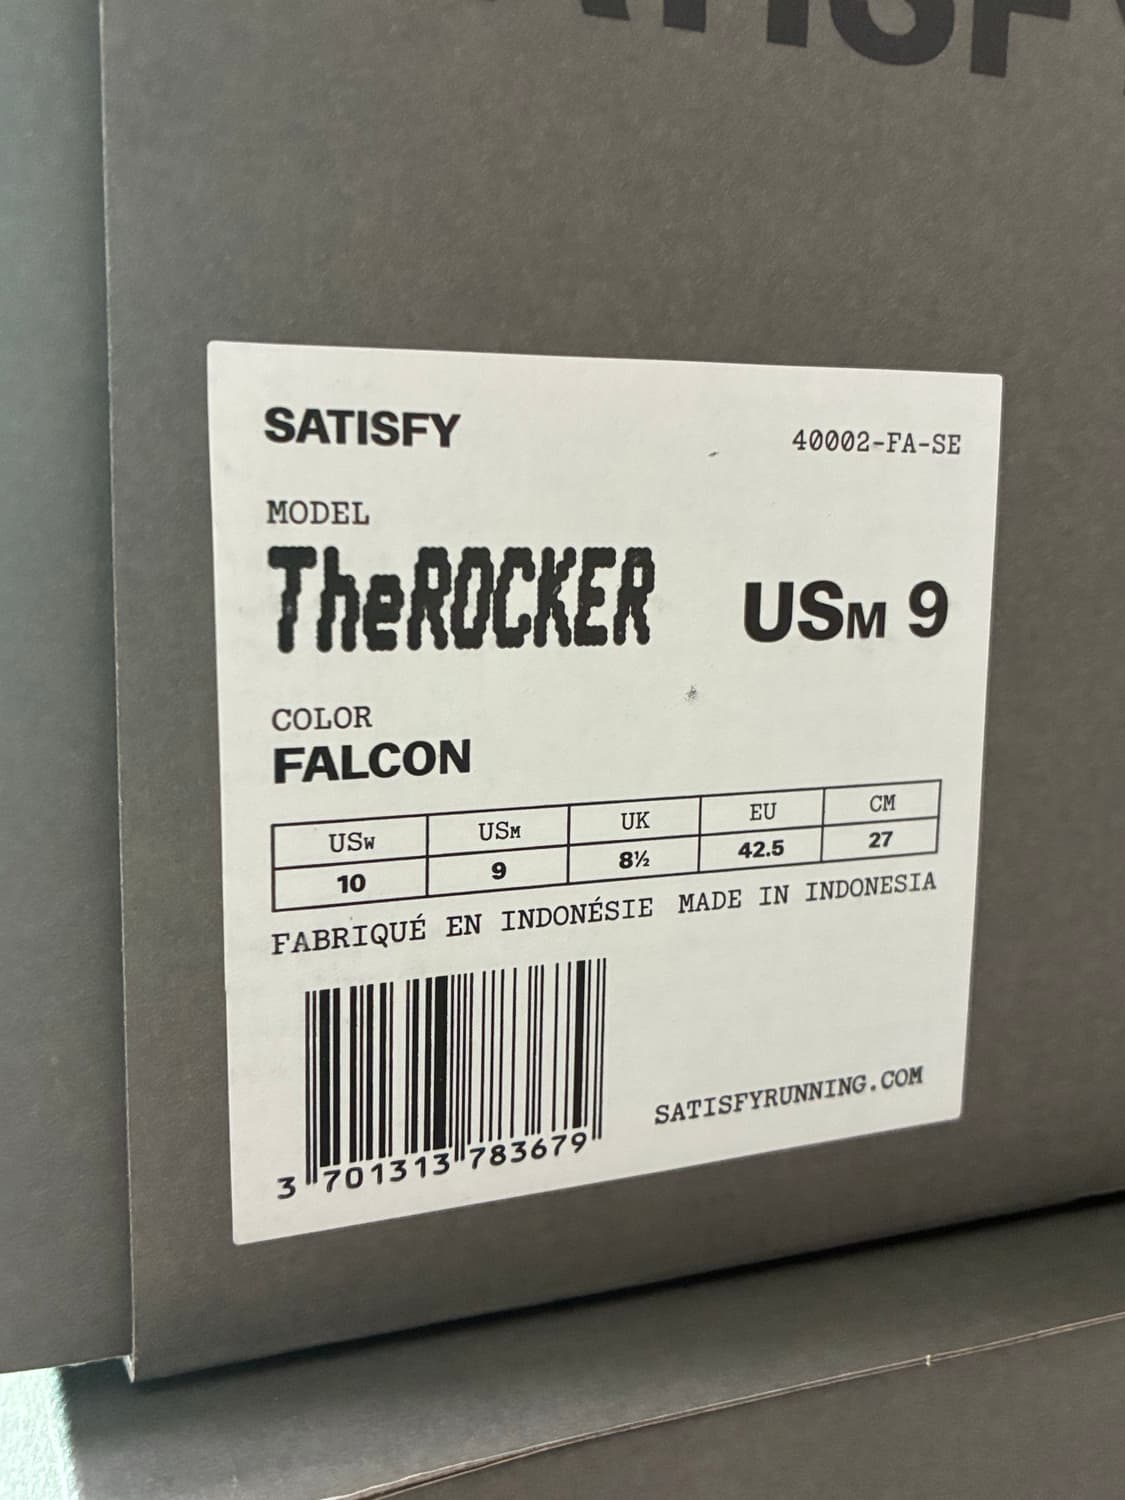 SATISFY
SATISFY
40002-FA-SE
MODEL
TheROCKER
USM 9
COLOR
FALCON
USW USM UK EU CM
10 9 8½ 42.5 27
FABRIQUÉ EN INDONÉSIE MADE IN INDONESIA
3 701313 783679
SATISFYRUNNING.COM